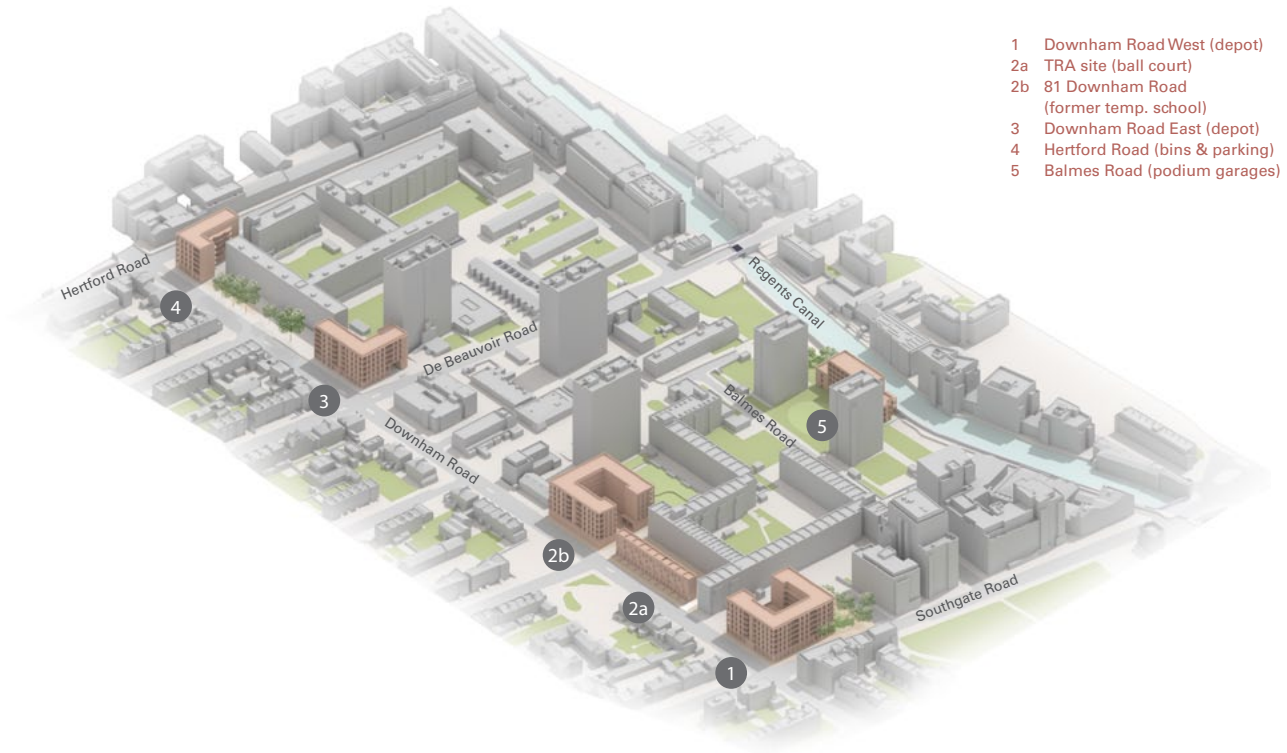 1 Downham Road West (depot)
2a TRA site (ball court)
2b 81 Downham Road
(former temp. school)
3 Downham Road East (depot)
4 Hertford Road (bins & parking)
5 Balmes Road (podium garages)
Hertford Road
4
Regents Canal
De Beauvoir Road
3
Balmes Road
5
Downham Road
2b
2a
Southgate Road
1